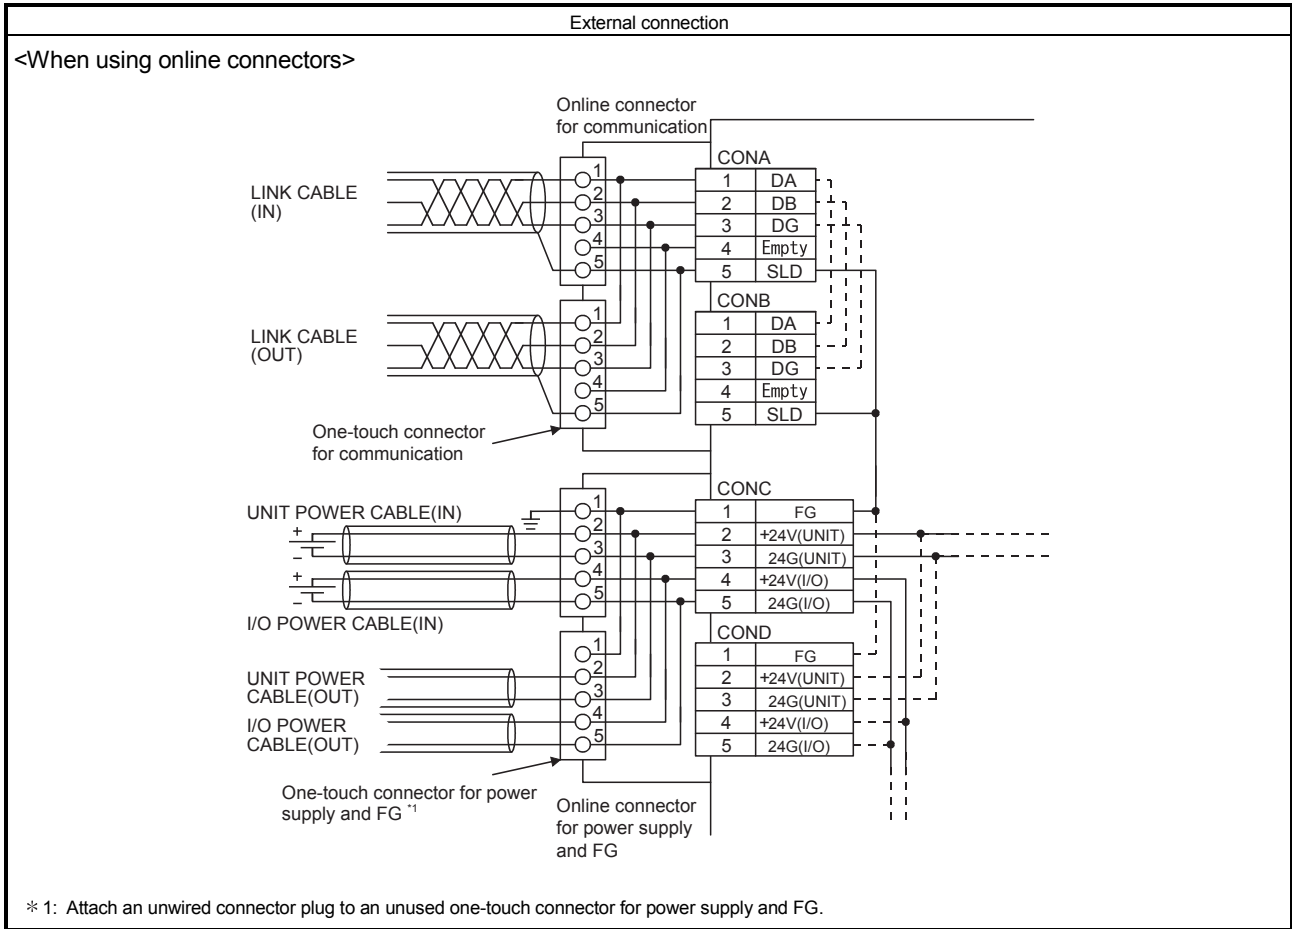 External connection
<When using online connectors>
Online connector
for communication
LINK CABLE
(IN)
1
2
3
4
5
CONA
1 DA
2 DB
3 DG
4 Empty
5 SLD
LINK CABLE
(OUT)
1
2
3
4
5
CONB
1 DA
2 DB
3 DG
4 Empty
5 SLD
One-touch connector
for communication
UNIT POWER CABLE(IN)
+
−
+
−
I/O POWER CABLE(IN)
1
2
3
4
5
CONC
1 FG
2 +24V(UNIT)
3 24G(UNIT)
4 +24V(I/O)
5 24G(I/O)
UNIT POWER
CABLE(OUT)
I/O POWER
CABLE(OUT)
1
2
3
4
5
COND
1 FG
2 +24V(UNIT)
3 24G(UNIT)
4 +24V(I/O)
5 24G(I/O)
One-touch connector for power
supply and FG *1
Online connector
for power supply
and FG
＊1: Attach an unwired connector plug to an unused one-touch connector for power supply and FG.